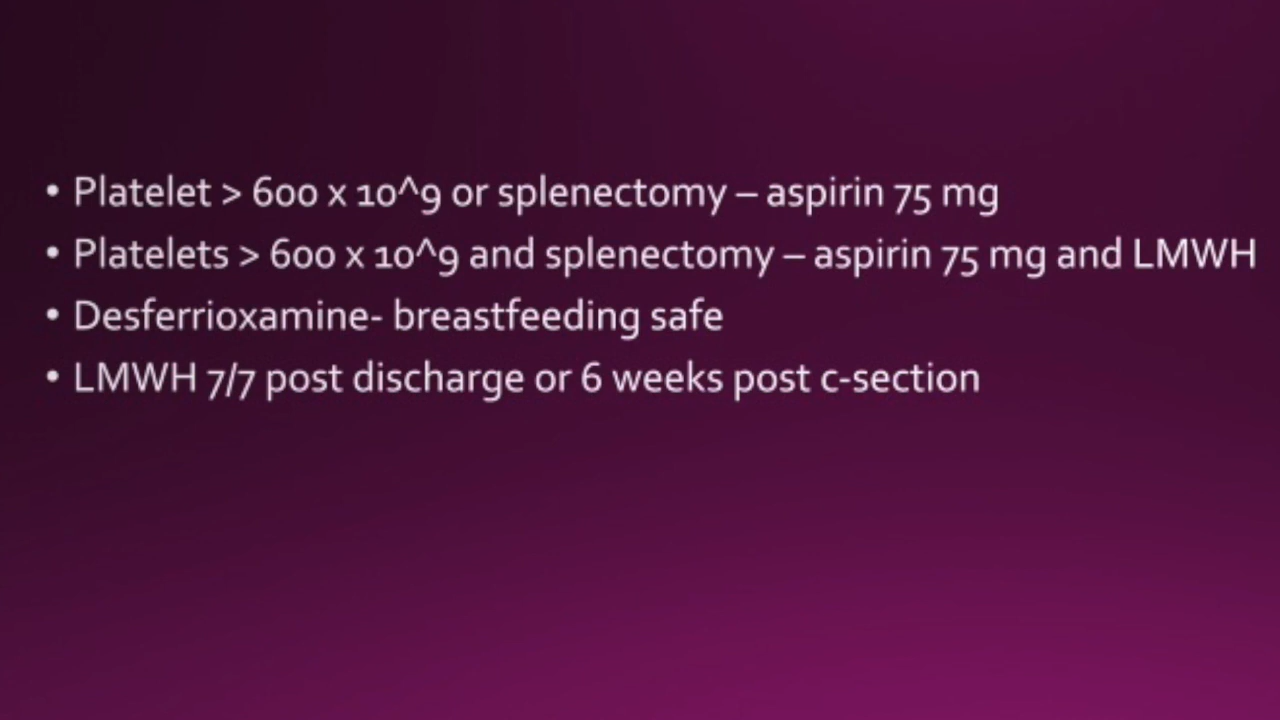 • Platelet > 600 x 10^9 or splenectomy – aspirin 75 mg
• Platelets > 600 x 10^9 and splenectomy – aspirin 75 mg and LMWH
• Desferrioxamine- breastfeeding safe
• LMWH 7/7 post discharge or 6 weeks post c-section